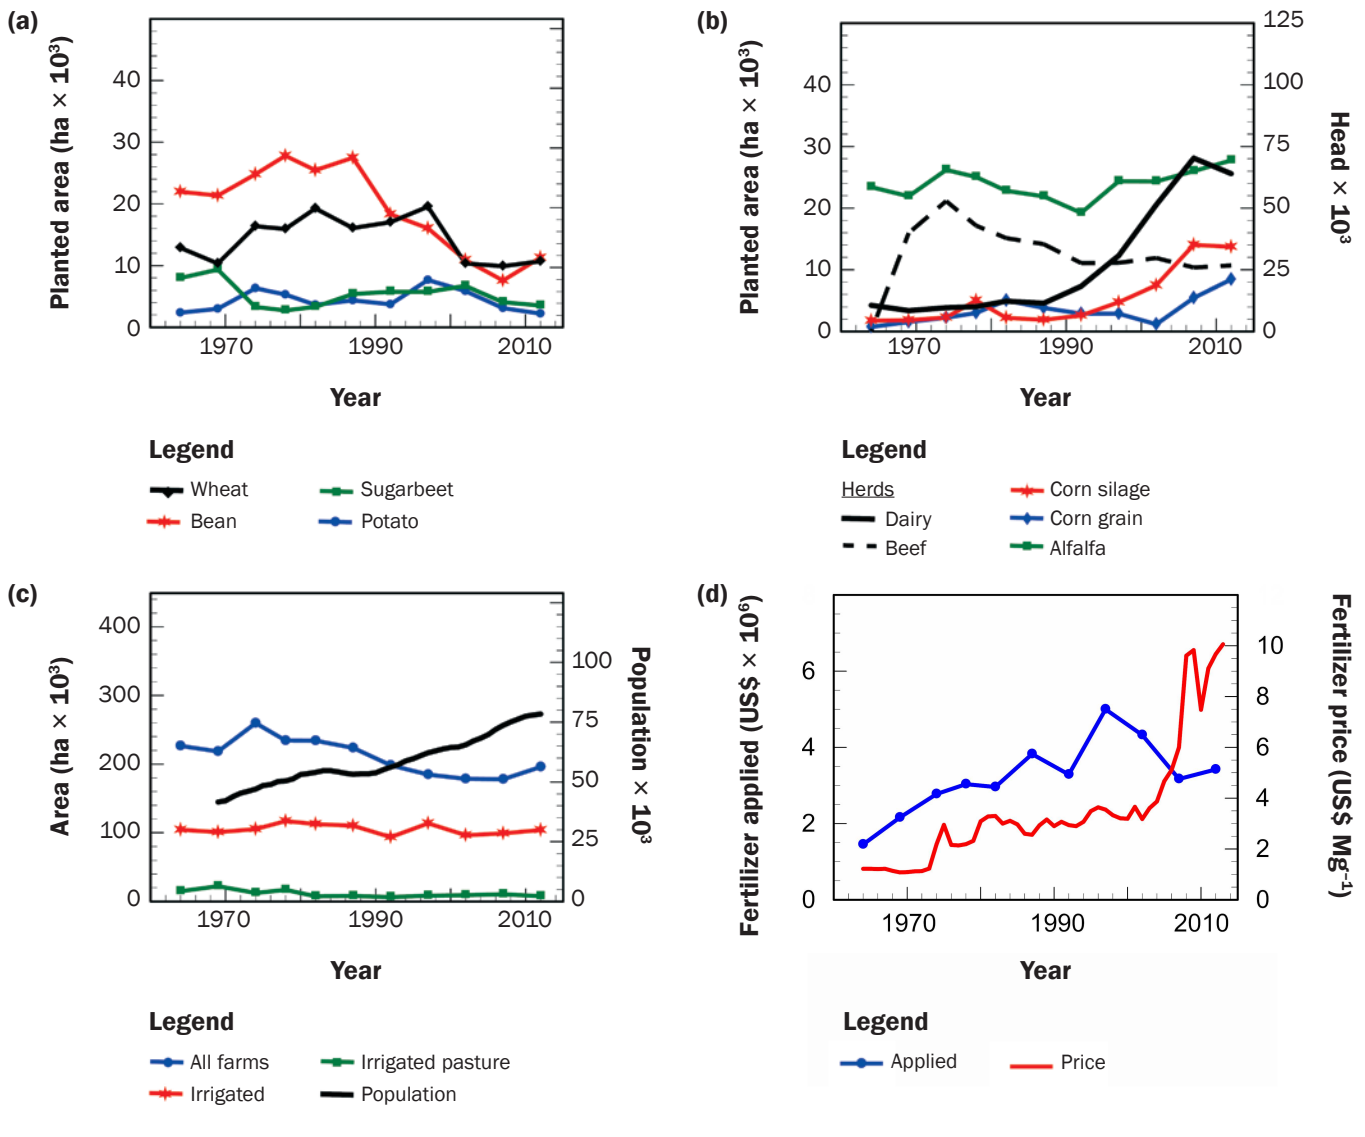 (a)
Planted area (ha × 10³)
40
30
20
10
0
1970 1990 2010
Year
Legend
Wheat Sugarbeet
Bean Potato
(b)
Planted area (ha × 10³)
40
30
20
10
0
125
100
75
50
25
0
Head × 10³
1970 1990 2010
Year
Legend
Herds Corn silage
Dairy Corn grain
Beef Alfalfa
(c)
Area (ha × 10³)
400
300
200
100
0
100
75
50
25
0
Population × 10³
1970 1990 2010
Year
Legend
All farms Irrigated pasture
Irrigated Population
(d)
Fertilizer applied (US$ × 10⁶)
6
4
2
0
10
8
6
4
2
0
Fertilizer price (US$ Mg⁻¹)
1970 1990 2010
Year
Legend
Applied Price